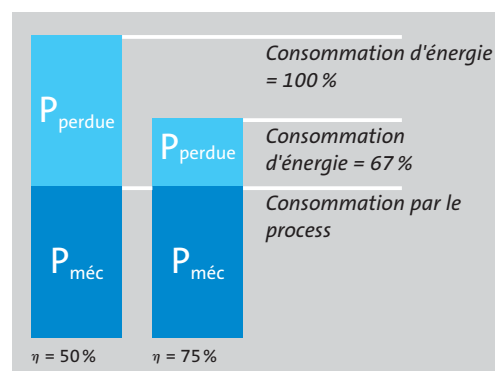 Consommation d'énergie
= 100 %
P perdue
P perdue
Consommation
d'énergie = 67 %
Consommation par le
process
P méc
P méc
η = 50 %
η = 75 %